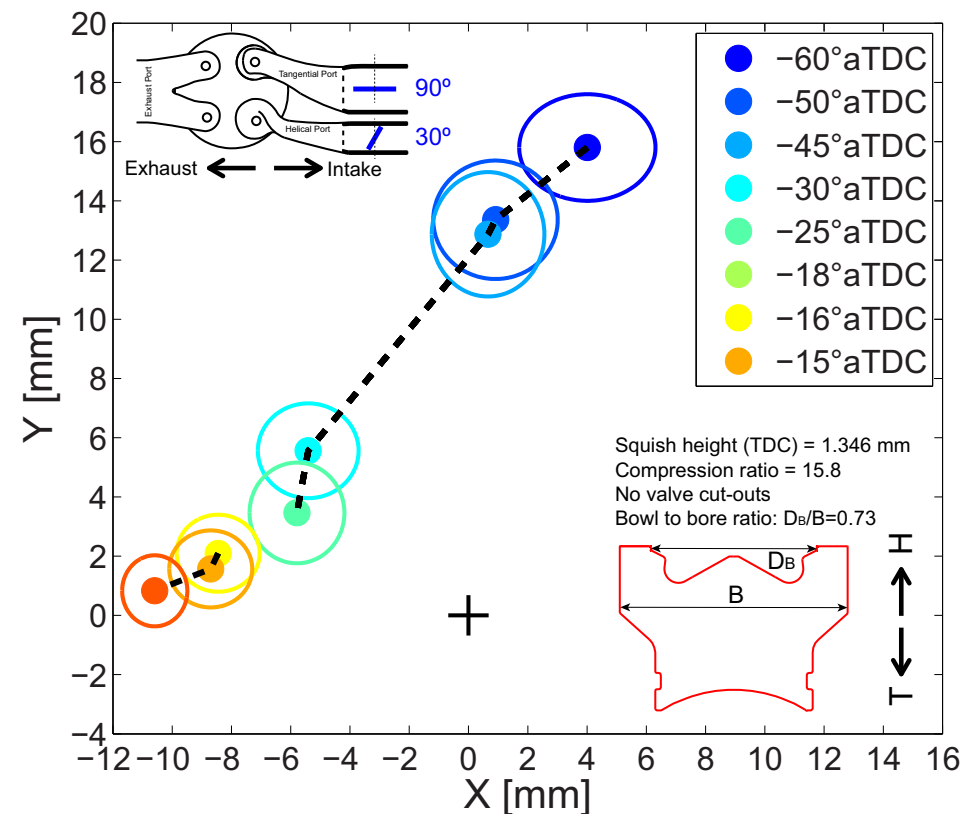 20
18
16
14
12
10
8
6
4
2
0
−2
−4
Y [mm]
−12 −10 −8 −6 −4 −2 0 2 4 6 8 10 12 14 16
X [mm]
Exhaust Port
Tangential Port
Helical Port
90º
30º
Exhaust
Intake
−60°aTDC
−50°aTDC
−45°aTDC
−30°aTDC
−25°aTDC
−18°aTDC
−16°aTDC
−15°aTDC
Squish height (TDC) = 1.346 mm
Compression ratio = 15.8
No valve cut-outs
Bowl to bore ratio: DB/B=0.73
DB
B
H
T